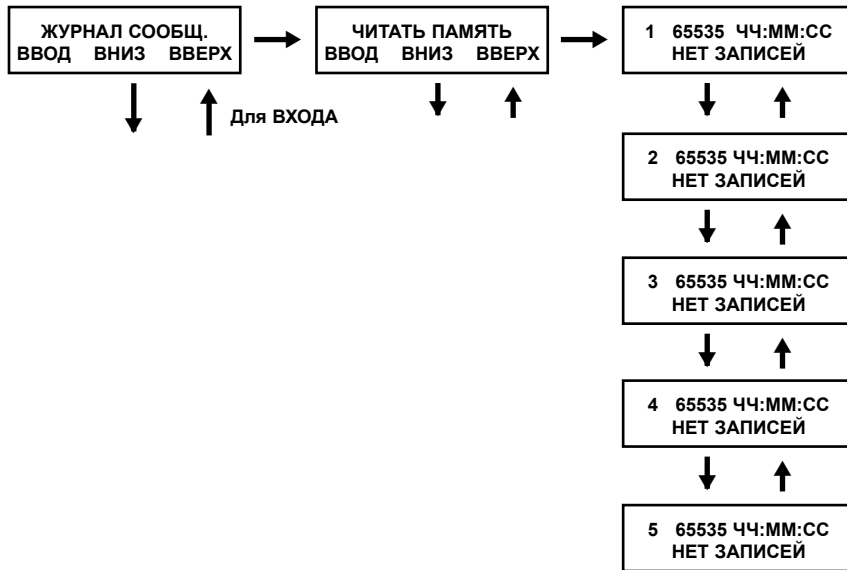 ЖУРНАЛ СООБЩ.
ВВОД ВНИЗ ВВЕРХ
ЧИТАТЬ ПАМЯТЬ
ВВОД ВНИЗ ВВЕРХ
1 65535 ЧЧ:ММ:СС
НЕТ ЗАПИСЕЙ
Для ВХОДА
2 65535 ЧЧ:ММ:СС
НЕТ ЗАПИСЕЙ
3 65535 ЧЧ:ММ:СС
НЕТ ЗАПИСЕЙ
4 65535 ЧЧ:ММ:СС
НЕТ ЗАПИСЕЙ
5 65535 ЧЧ:ММ:СС
НЕТ ЗАПИСЕЙ